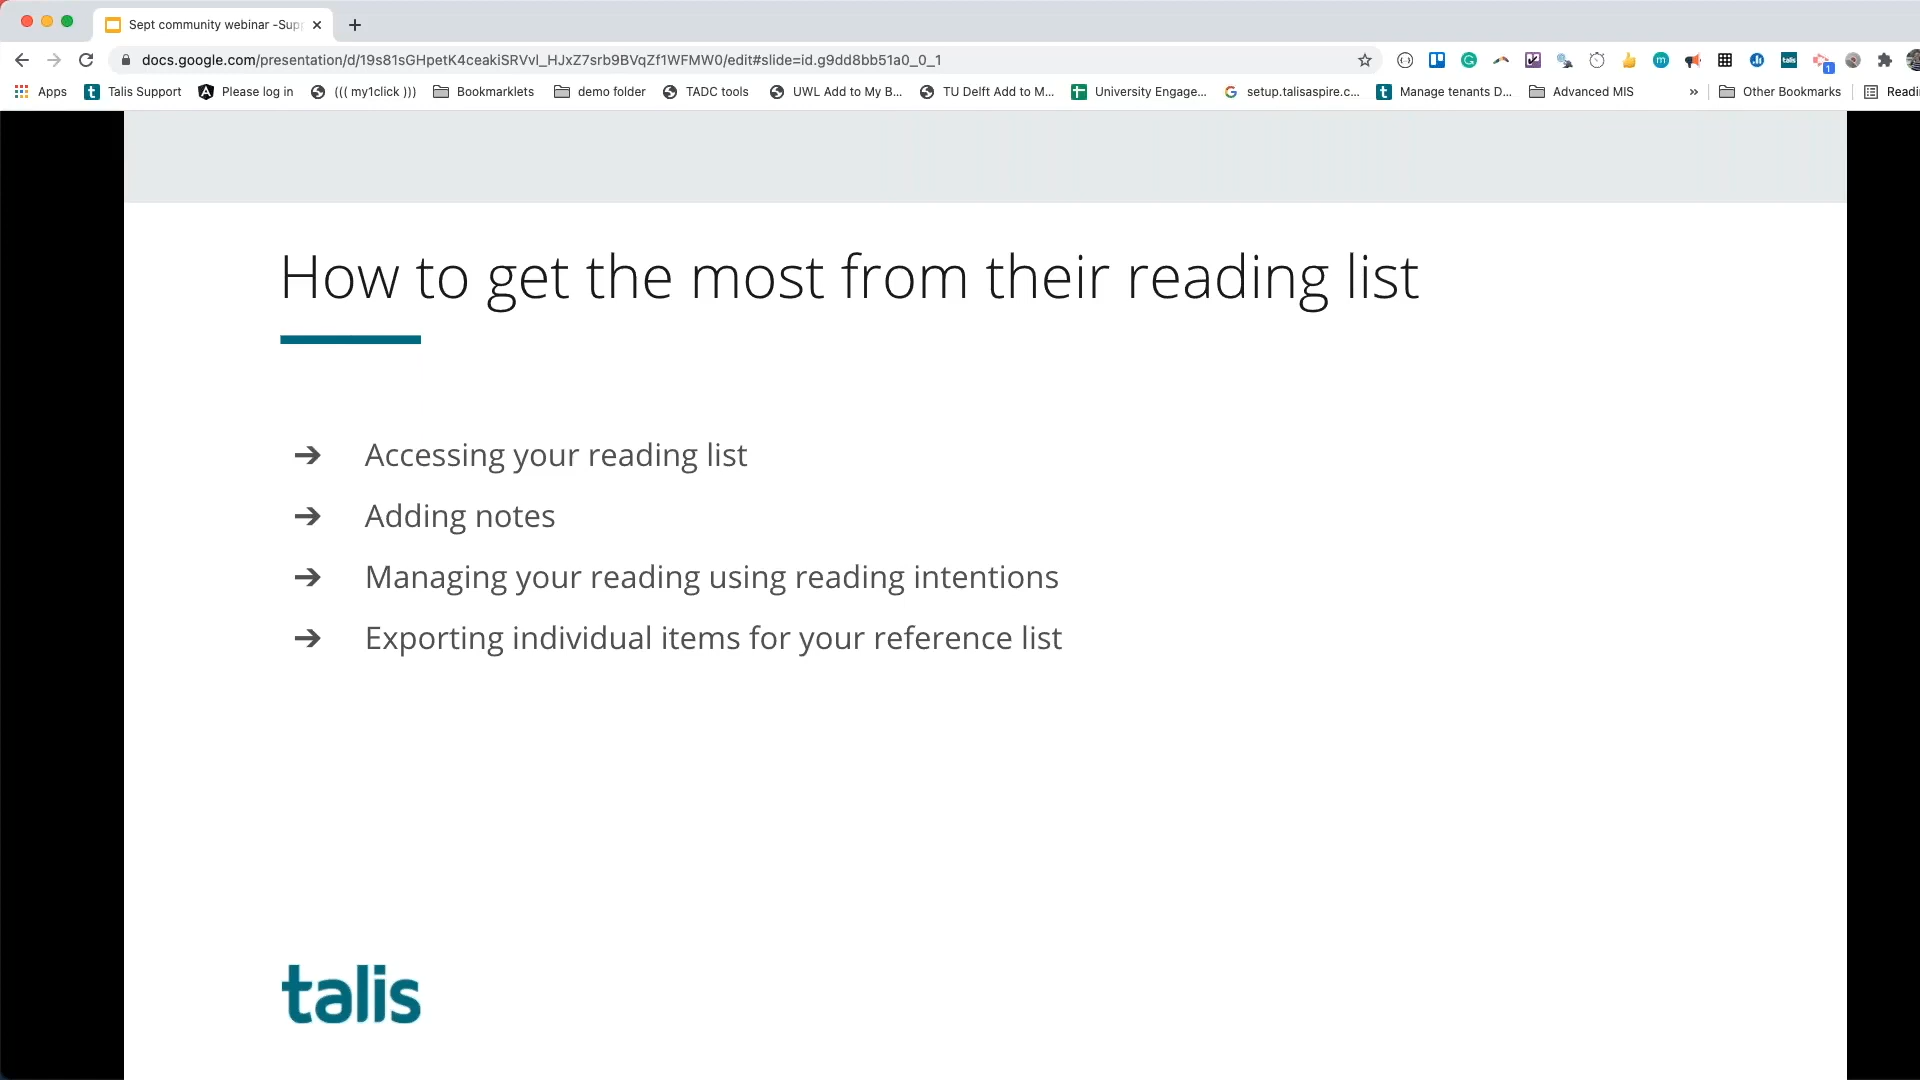 Sept community webinar -Sup
docs.google.com/presentation/d/19s81sGHpetK4ceakiSRVvl_HJxZ7srb9BVqZf1WFMW0/edit#slide=id.g9dd8bb51a0_0_1
Apps Talis Support Please log in ((( my1click ))) Bookmarklets demo folder TADC tools UWL Add to My B... TU Delft Add to M... University Engage... setup.talisaspire.c... Manage tenants D... Advanced MIS » Other Bookmarks Readi
How to get the most from their reading list
➔ Accessing your reading list
➔ Adding notes
➔ Managing your reading using reading intentions
➔ Exporting individual items for your reference list
talis